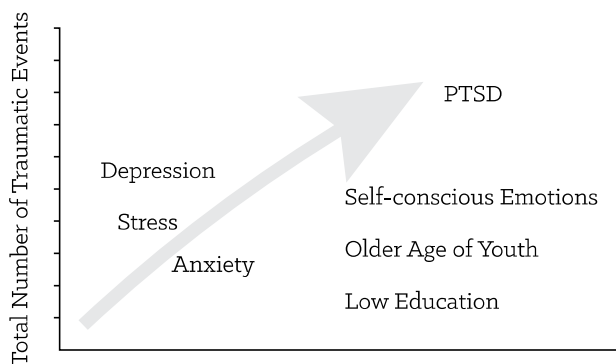 Total Number of Traumatic Events
PTSD
Depression
Self-conscious Emotions
Stress
Older Age of Youth
Anxiety
Low Education